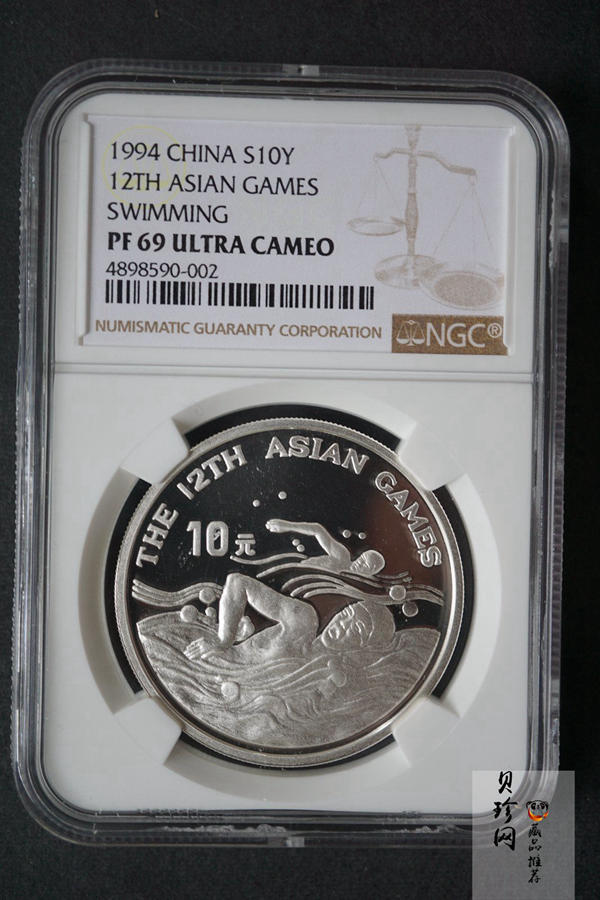 1994 CHINA S10Y
12TH ASIAN GAMES
SWIMMING
PF 69 ULTRA CAMEO
4898590-002
NUMISMATIC GUARANTY CORPORATION
NGC®
THE 12TH ASIAN GAMES
10元
贝珍网
藏品推荐